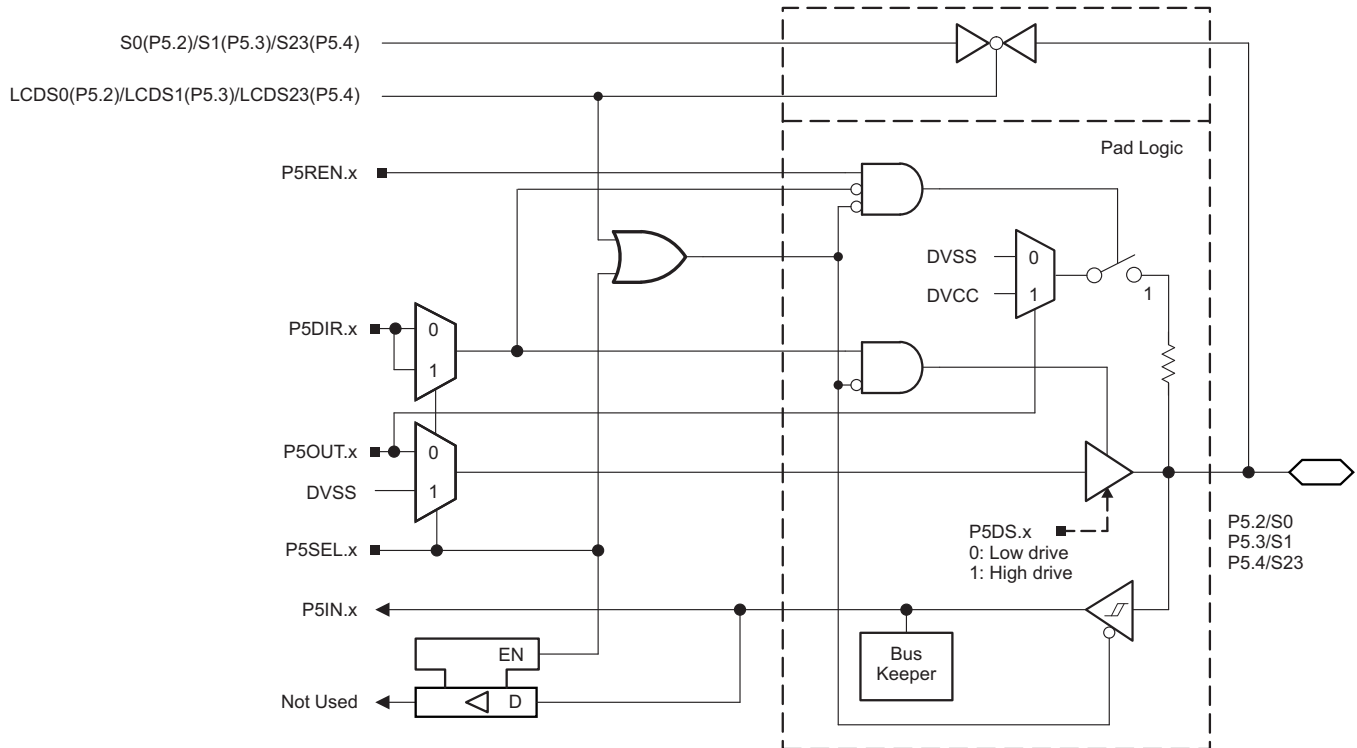 S0(P5.2)/S1(P5.3)/S23(P5.4)
LCDS0(P5.2)/LCDS1(P5.3)/LCDS23(P5.4)
Pad Logic
P5REN.x
DVSS
0
DVCC
1
1
P5DIR.x
0
1
P5OUT.x
0
DVSS
1
P5DS.x
0: Low drive
1: High drive
P5.2/S0
P5.3/S1
P5.4/S23
P5SEL.x
P5IN.x
EN
Bus
Keeper
Not Used
D